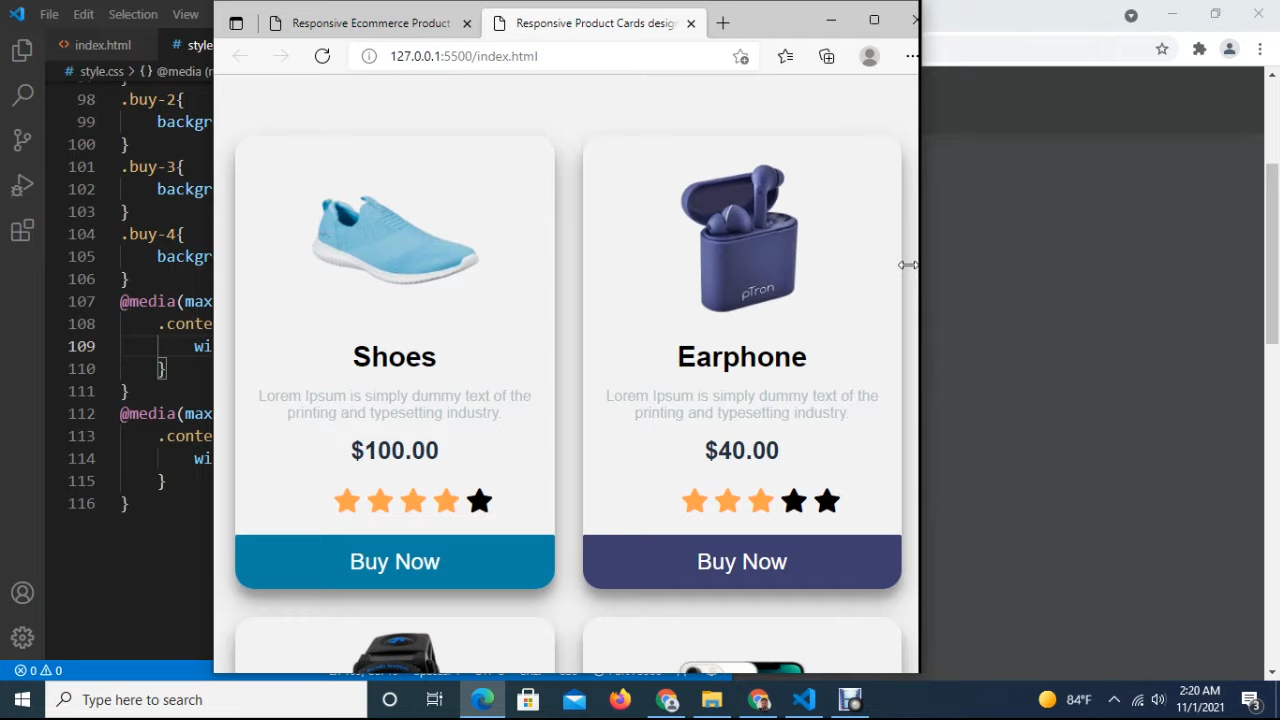 File Edit Selection View
Responsive Ecommerce Product
Responsive Product Cards desig
index.html
style
127.0.0.1:5500/index.html
# style.css > {} @media (m
98 .buy-2{
99 backgr
100 }
101 .buy-3{
102 backgr
103 }
104 .buy-4{
105 backgr
106 }
107 @media(max
108 .conte
109 wi
110 }
111 }
112 @media(max
113 .conte
114 wi
115 }
116 }
pTron
Shoes
Earphone
Lorem Ipsum is simply dummy text of the
printing and typesetting industry.
Lorem Ipsum is simply dummy text of the
printing and typesetting industry.
$100.00
$40.00
Buy Now
Buy Now
0 0
Type here to search
84°F
2:20 AM
11/1/2021
3